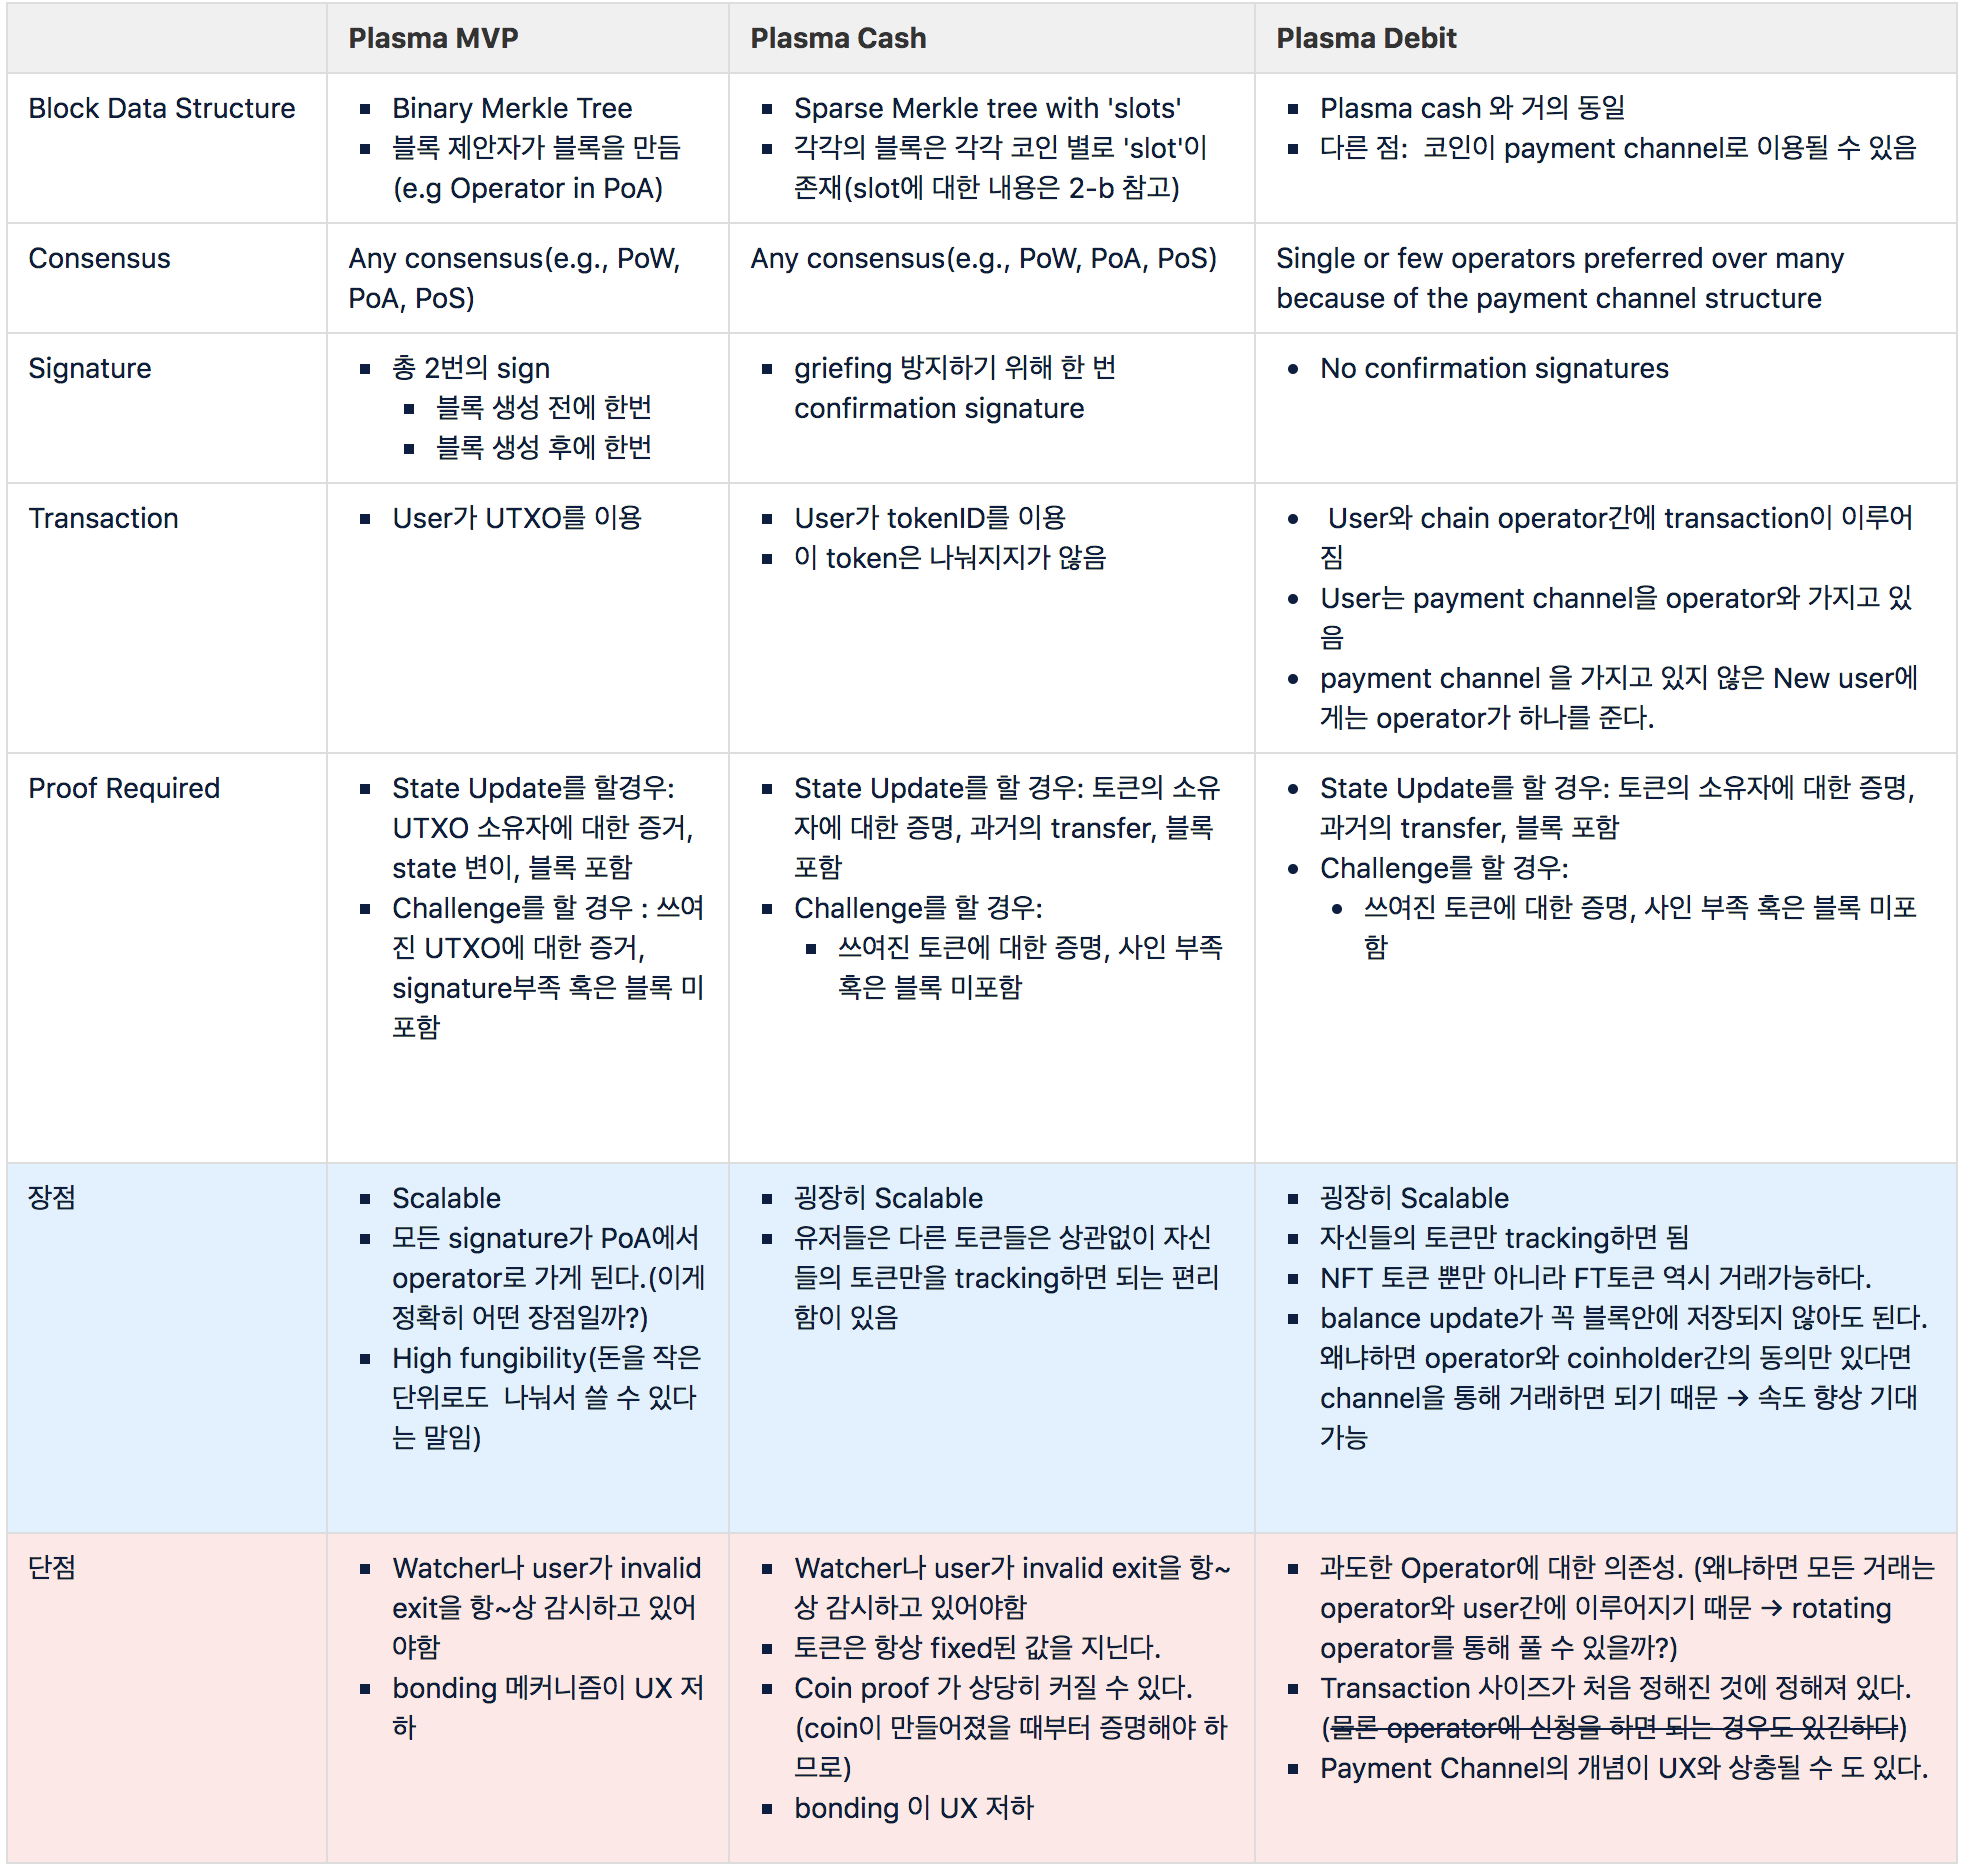 Plasma MVP
Plasma Cash
Plasma Debit
Block Data Structure
Binary Merkle Tree
블록 제안자가 블록을 만듬
(e.g Operator in PoA)
Sparse Merkle tree with 'slots'
각각의 블록은 각각 코인 별로 'slot'이
존재(slot에 대한 내용은 2-b 참고)
Plasma cash 와 거의 동일
다른 점: 코인이 payment channel로 이용될 수 있음
Consensus
Any consensus(e.g., PoW,
PoA, PoS)
Any consensus(e.g., PoW, PoA, PoS)
Single or few operators preferred over many
because of the payment channel structure
Signature
총 2번의 sign
블록 생성 전에 한번
블록 생성 후에 한번
griefing 방지하기 위해 한 번
confirmation signature
No confirmation signatures
Transaction
User가 UTXO를 이용
User가 tokenID를 이용
이 token은 나눠지지가 않음
User와 chain operator간에 transaction이 이루어
짐
User는 payment channel을 operator와 가지고 있
음
payment channel 을 가지고 있지 않은 New user에
게는 operator가 하나를 준다.
Proof Required
State Update를 할경우:
UTXO 소유자에 대한 증거,
state 변이, 블록 포함
Challenge를 할 경우 : 쓰여
진 UTXO에 대한 증거,
signature부족 혹은 블록 미
포함
State Update를 할 경우: 토큰의 소유
자에 대한 증명, 과거의 transfer, 블록
포함
Challenge를 할 경우:
쓰여진 토큰에 대한 증명, 사인 부족
혹은 블록 미포함
State Update를 할 경우: 토큰의 소유자에 대한 증명,
과거의 transfer, 블록 포함
Challenge를 할 경우:
쓰여진 토큰에 대한 증명, 사인 부족 혹은 블록 미포
함
장점
Scalable
모든 signature가 PoA에서
operator로 가게 된다.(이게
정확히 어떤 장점일까?)
High fungibility(돈을 작은
단위로도 나눠서 쓸 수 있다
는 말임)
굉장히 Scalable
유저들은 다른 토큰들은 상관없이 자신
들의 토큰만을 tracking하면 되는 편리
함이 있음
굉장히 Scalable
자신들의 토큰만 tracking하면 됨
NFT 토큰 뿐만 아니라 FT토큰 역시 거래가능하다.
balance update가 꼭 블록안에 저장되지 않아도 된다.
왜냐하면 operator와 coinholder간의 동의만 있다면
channel을 통해 거래하면 되기 때문 → 속도 향상 기대
가능
단점
Watcher나 user가 invalid
exit을 항~상 감시하고 있어
야함
bonding 메커니즘이 UX 저
하
Watcher나 user가 invalid exit을 항~
상 감시하고 있어야함
토큰은 항상 fixed된 값을 지닌다.
Coin proof 가 상당히 커질 수 있다.
(coin이 만들어졌을 때부터 증명해야 하
므로)
bonding 이 UX 저하
과도한 Operator에 대한 의존성. (왜냐하면 모든 거래는
operator와 user간에 이루어지기 때문 → rotating
operator를 통해 풀 수 있을까?)
Transaction 사이즈가 처음 정해진 것에 정해져 있다.
(물론 operator에 신청을 하면 되는 경우도 있긴하다)
Payment Channel의 개념이 UX와 상충될 수 도 있다.